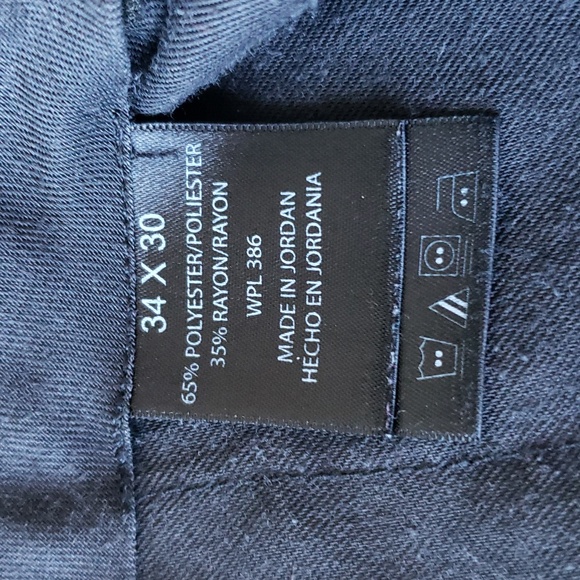 34 X 30
65% POLYESTER/POLIESTER
35% RAYON/RAYON
WPL 386
MADE IN JORDAN
HECHO EN JORDANIA